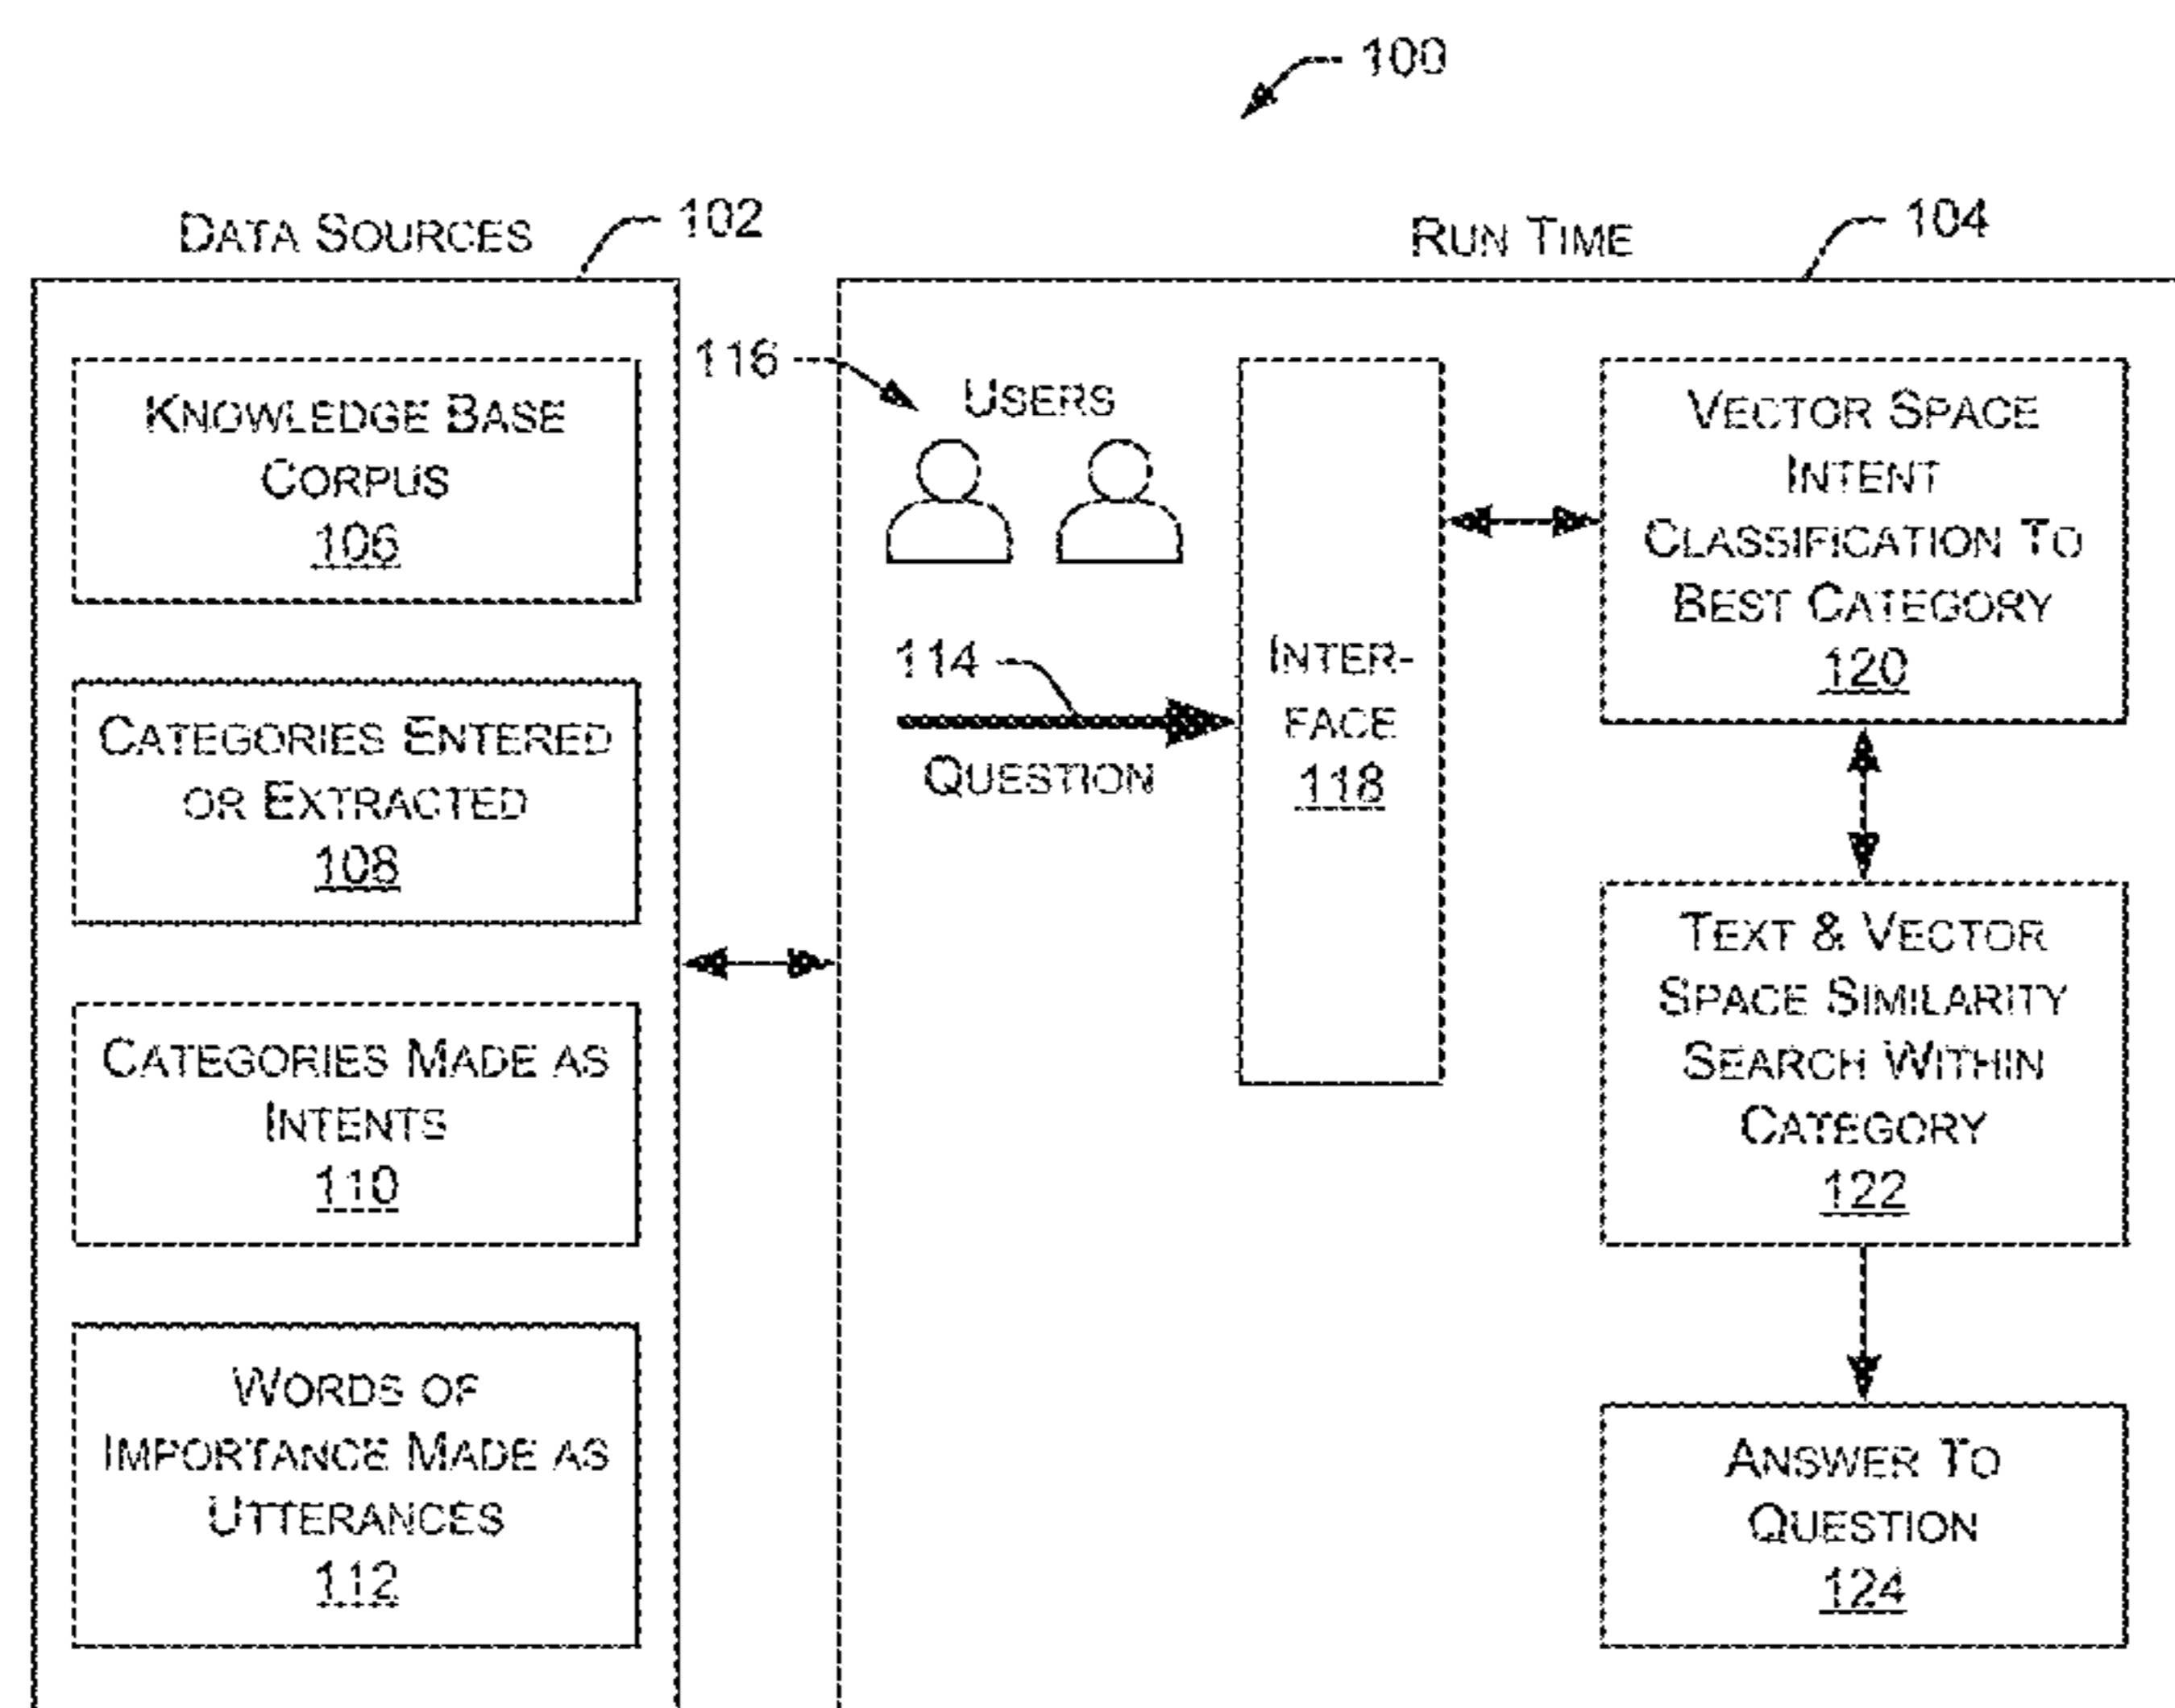 100
DATA SOURCES
102
KNOWLEDGE BASE
CORPUS
106
CATEGORIES ENTERED
OR EXTRACTED
108
CATEGORIES MADE AS
INTENTS
110
WORDS OF
IMPORTANCE MADE AS
UTTERANCES
112
RUN TIME
104
116
USERS
114
QUESTION
INTER-
FACE
118
VECTOR SPACE
INTENT
CLASSIFICATION TO
BEST CATEGORY
120
TEXT & VECTOR
SPACE SIMILARITY
SEARCH WITHIN
CATEGORY
122
ANSWER TO
QUESTION
124